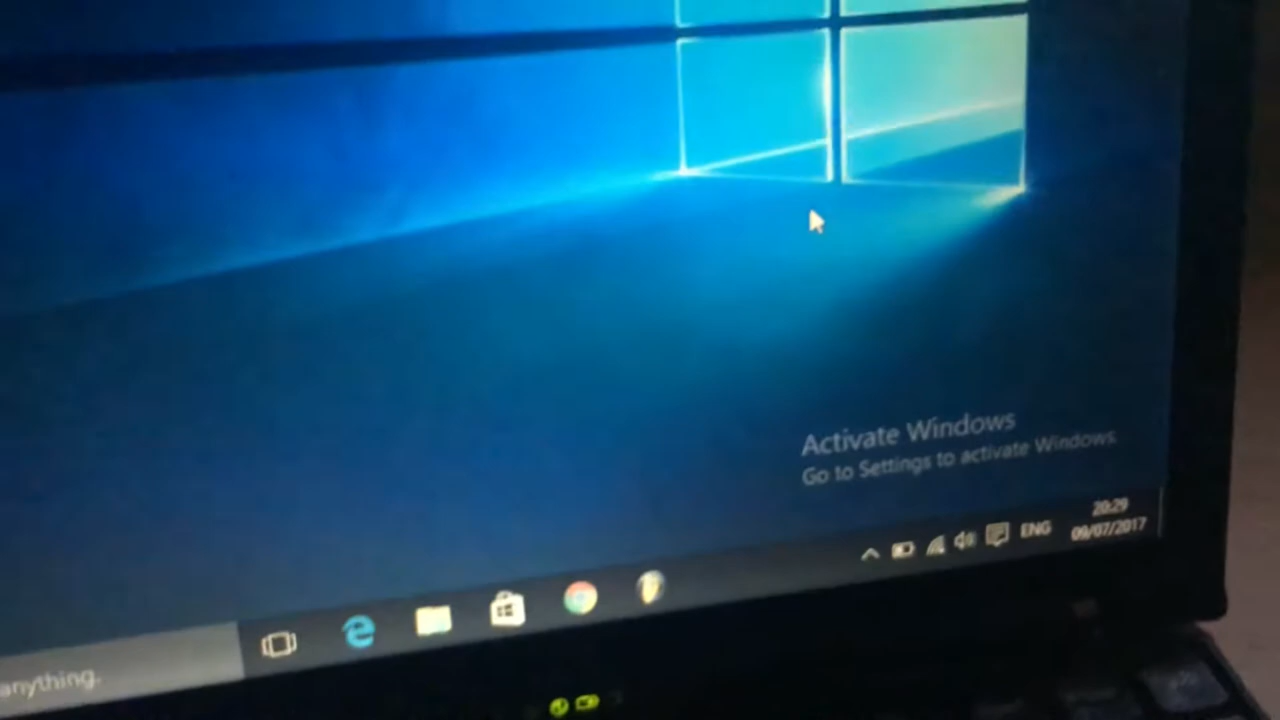 Activate Windows
Go to Settings to activate Windows.
20:29
ENG
09/07/2017
anything.